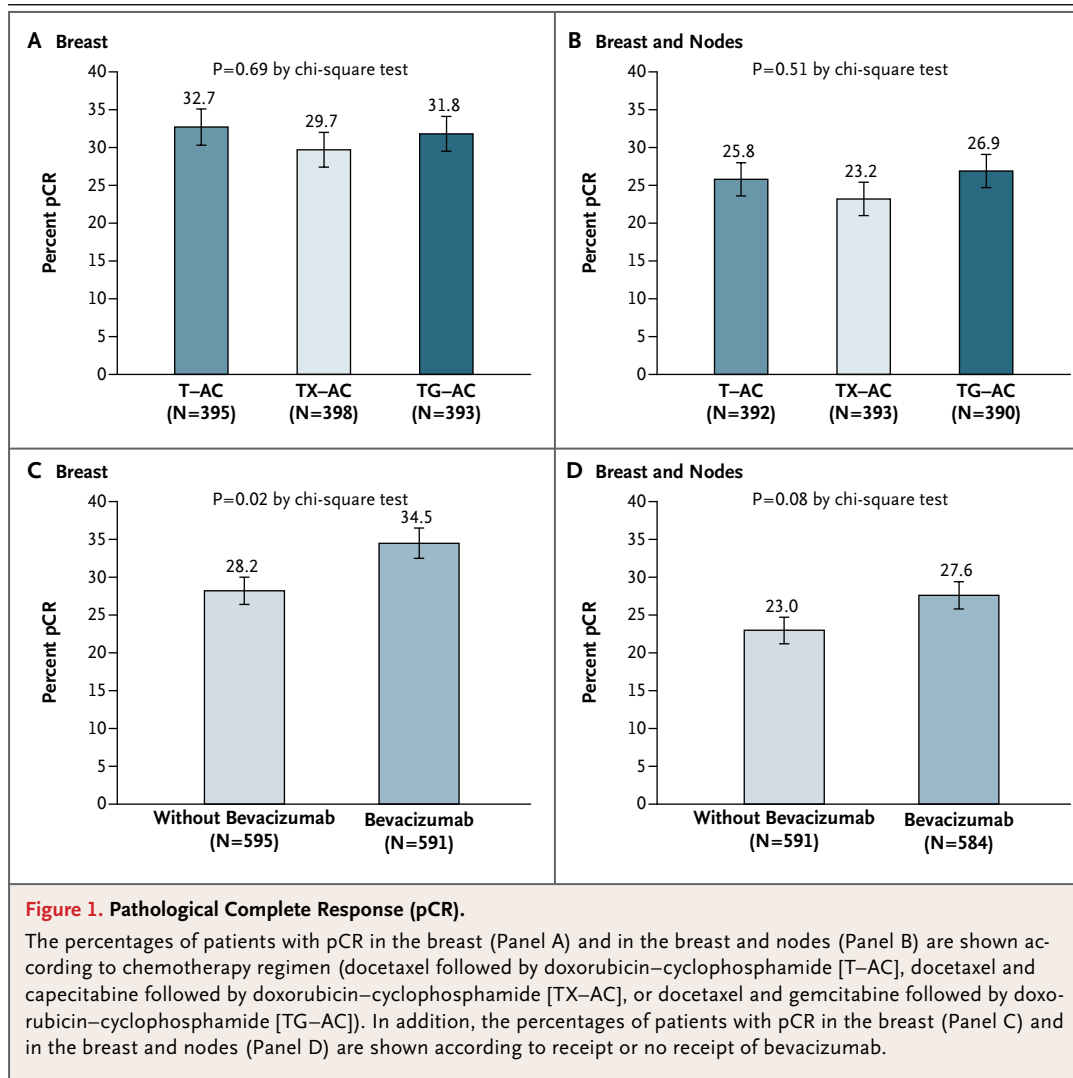 A Breast
P=0.69 by chi-square test
Percent pCR
40
35
30
25
20
15
10
5
0
32.7
29.7
31.8
T–AC
(N=395)
TX–AC
(N=398)
TG–AC
(N=393)
B Breast and Nodes
P=0.51 by chi-square test
Percent pCR
40
35
30
25
20
15
10
5
0
25.8
23.2
26.9
T–AC
(N=392)
TX–AC
(N=393)
TG–AC
(N=390)
C Breast
P=0.02 by chi-square test
Percent pCR
40
35
30
25
20
15
10
5
0
28.2
34.5
Without Bevacizumab
(N=595)
Bevacizumab
(N=591)
D Breast and Nodes
P=0.08 by chi-square test
Percent pCR
40
35
30
25
20
15
10
5
0
23.0
27.6
Without Bevacizumab
(N=591)
Bevacizumab
(N=584)
Figure 1. Pathological Complete Response (pCR).
The percentages of patients with pCR in the breast (Panel A) and in the breast and nodes (Panel B) are shown ac-
cording to chemotherapy regimen (docetaxel followed by doxorubicin–cyclophosphamide [T–AC], docetaxel and
capecitabine followed by doxorubicin–cyclophosphamide [TX–AC], or docetaxel and gemcitabine followed by doxo-
rubicin–cyclophosphamide [TG–AC]). In addition, the percentages of patients with pCR in the breast (Panel C) and
in the breast and nodes (Panel D) are shown according to receipt or no receipt of bevacizumab.